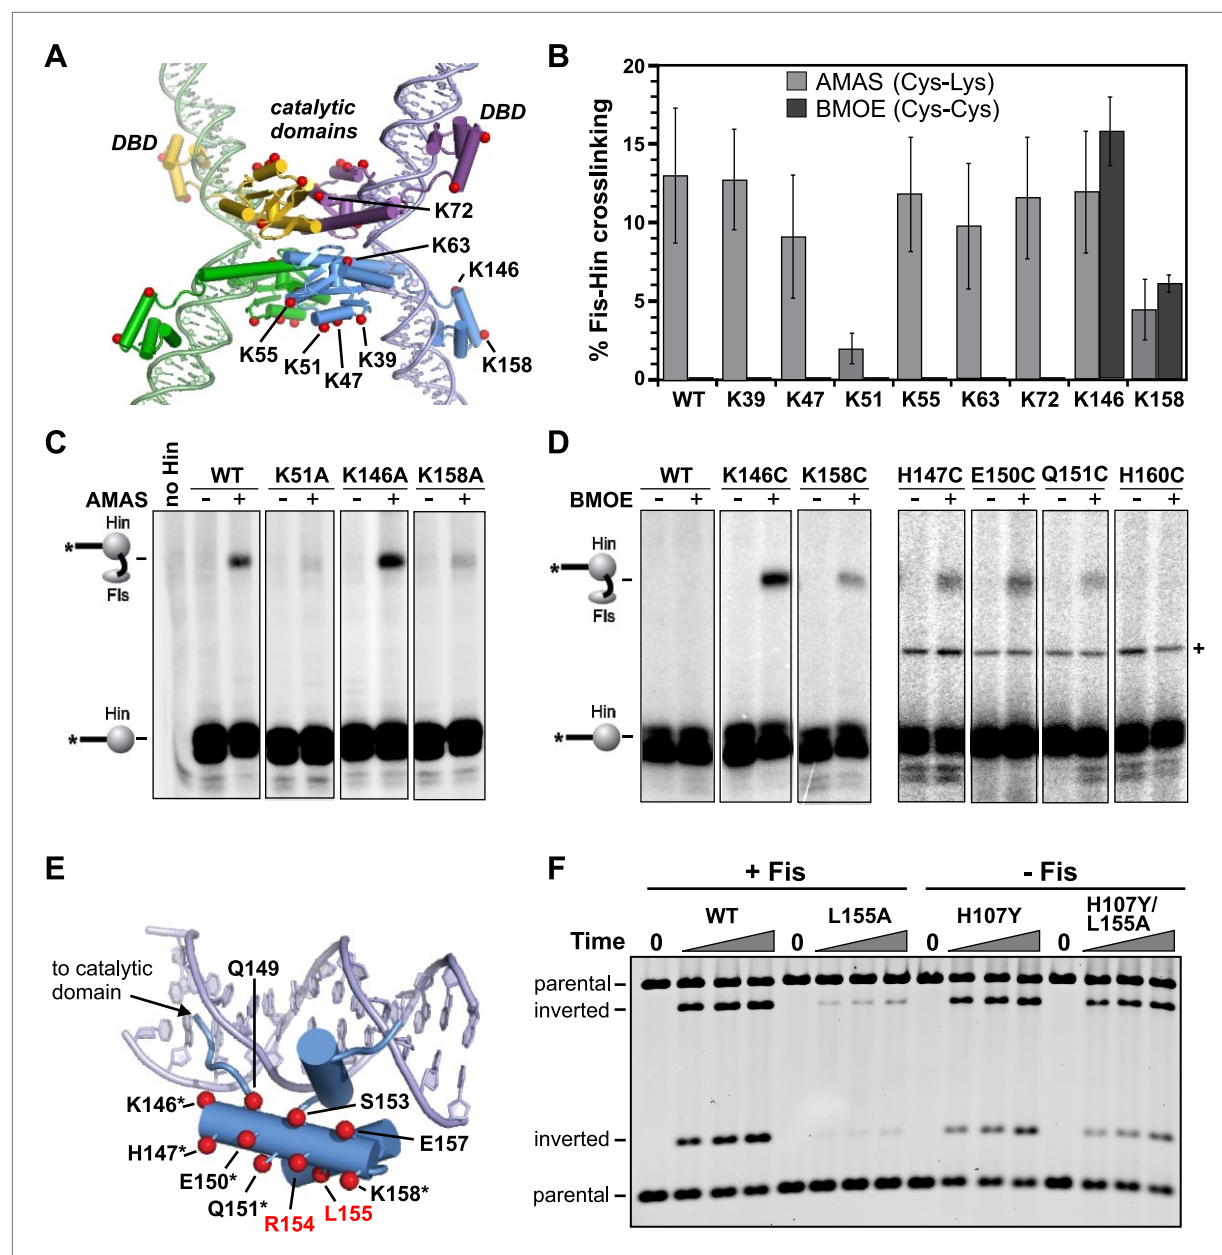 A
catalytic
domains
DBD
DBD
K72
K63
K146
K55
K51
K47
K39
K158
B
% Fis-Hin crosslinking
20
15
10
5
0
AMAS (Cys-Lys)
BMOE (Cys-Cys)
WT K39 K47 K51 K55 K63 K72 K146 K158
C
no Hin
WT K51A K146A K158A
AMAS - + - + - + - +
Hin
*
FIs
Hin
*
D
WT K146C K158C H147C E150C Q151C H160C
BMOE - + - + - + - + - + - + - +
Hin
*
FIs
+
Hin
*
E
to catalytic
domain
Q149
K146*
S153
H147*
E157
E150*
Q151*
R154
L155
K158*
F
+ Fis - Fis
WT L155A H107Y H107Y/
L155A
Time 0 0 0 0
parental
inverted
inverted
parental